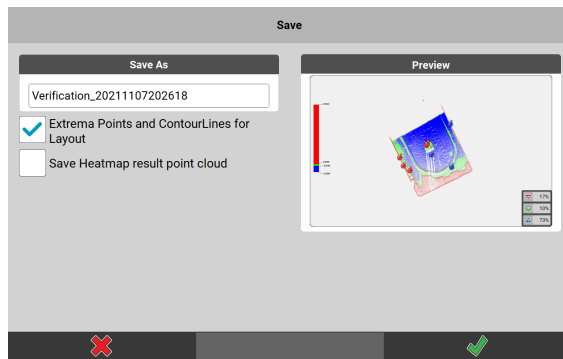 Save
Save As
Verification_20211107202618
Extrema Points and ContourLines for
Layout
Save Heatmap result point cloud
Preview
17%
10%
73%